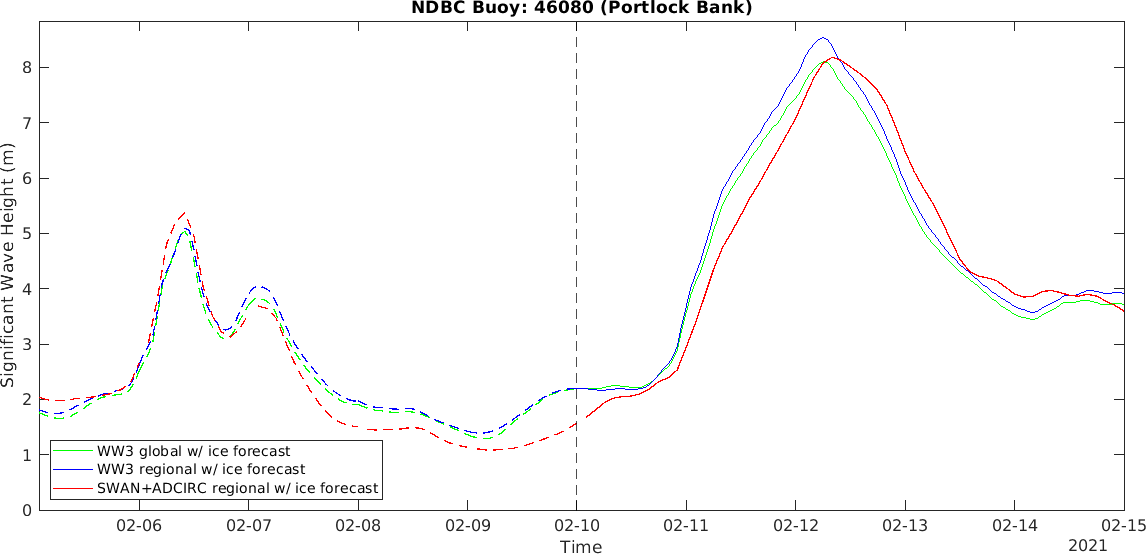 NDBC Buoy: 46080 (Portlock Bank)
Significant Wave Height (m)
8
7
6
5
4
3
2
1
0
WW3 global w/ ice forecast
WW3 regional w/ ice forecast
SWAN+ADCIRC regional w/ ice forecast
02-06 02-07 02-08 02-09 02-10 02-11 02-12 02-13 02-14 02-15
Time
2021